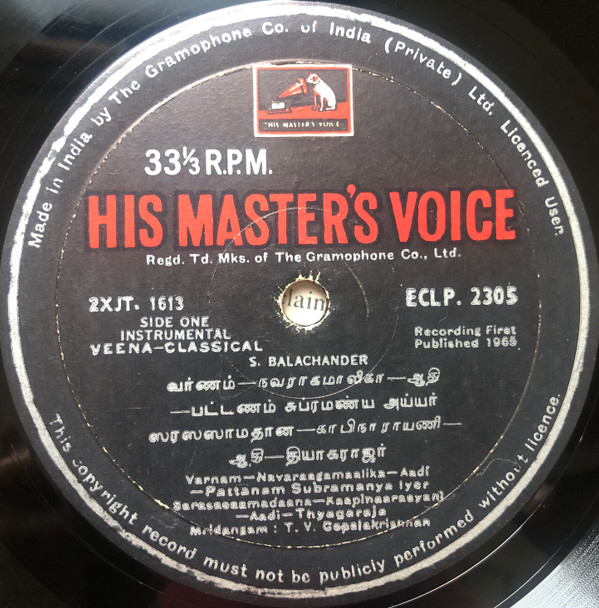 Made in India by The Gramophone Co. of India (Private) Ltd. Licenced User.
"HIS MASTER'S VOICE"
33⅓ R.P.M.
HIS MASTER'S VOICE
Regd. Td. Mks. of The Gramophone Co., Ltd.
2XJT. 1613
ECLP. 2305
SIDE ONE
INSTRUMENTAL
VEENA-CLASSICAL
Recording First
Published 1965
S. BALACHANDER
வர்ணம்—நவராகமாலிகா—ஆதி
—பட்டணம் சுப்ரமண்ய அய்யர்
ஸரஸஸாமதான—காபிநாராயணி—
ஆதி—தியாகராஜர்
Varnam—Navaraagamaalika—Aadi
—Pattanam Subramanya Iyer
Sarasasaamadaana—Kaapinaaraayani
—Aadi—Thyagaraja
Mridangam : T. V. Gopalakrishnan
This copyright record must not be publicly performed without licence.